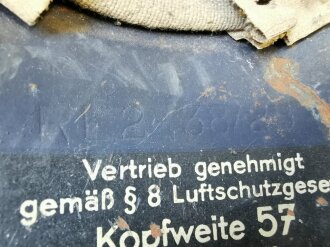 Vertrieb genehmigt
gemäß § 8 Luftschutzgese
Kopfweite 57